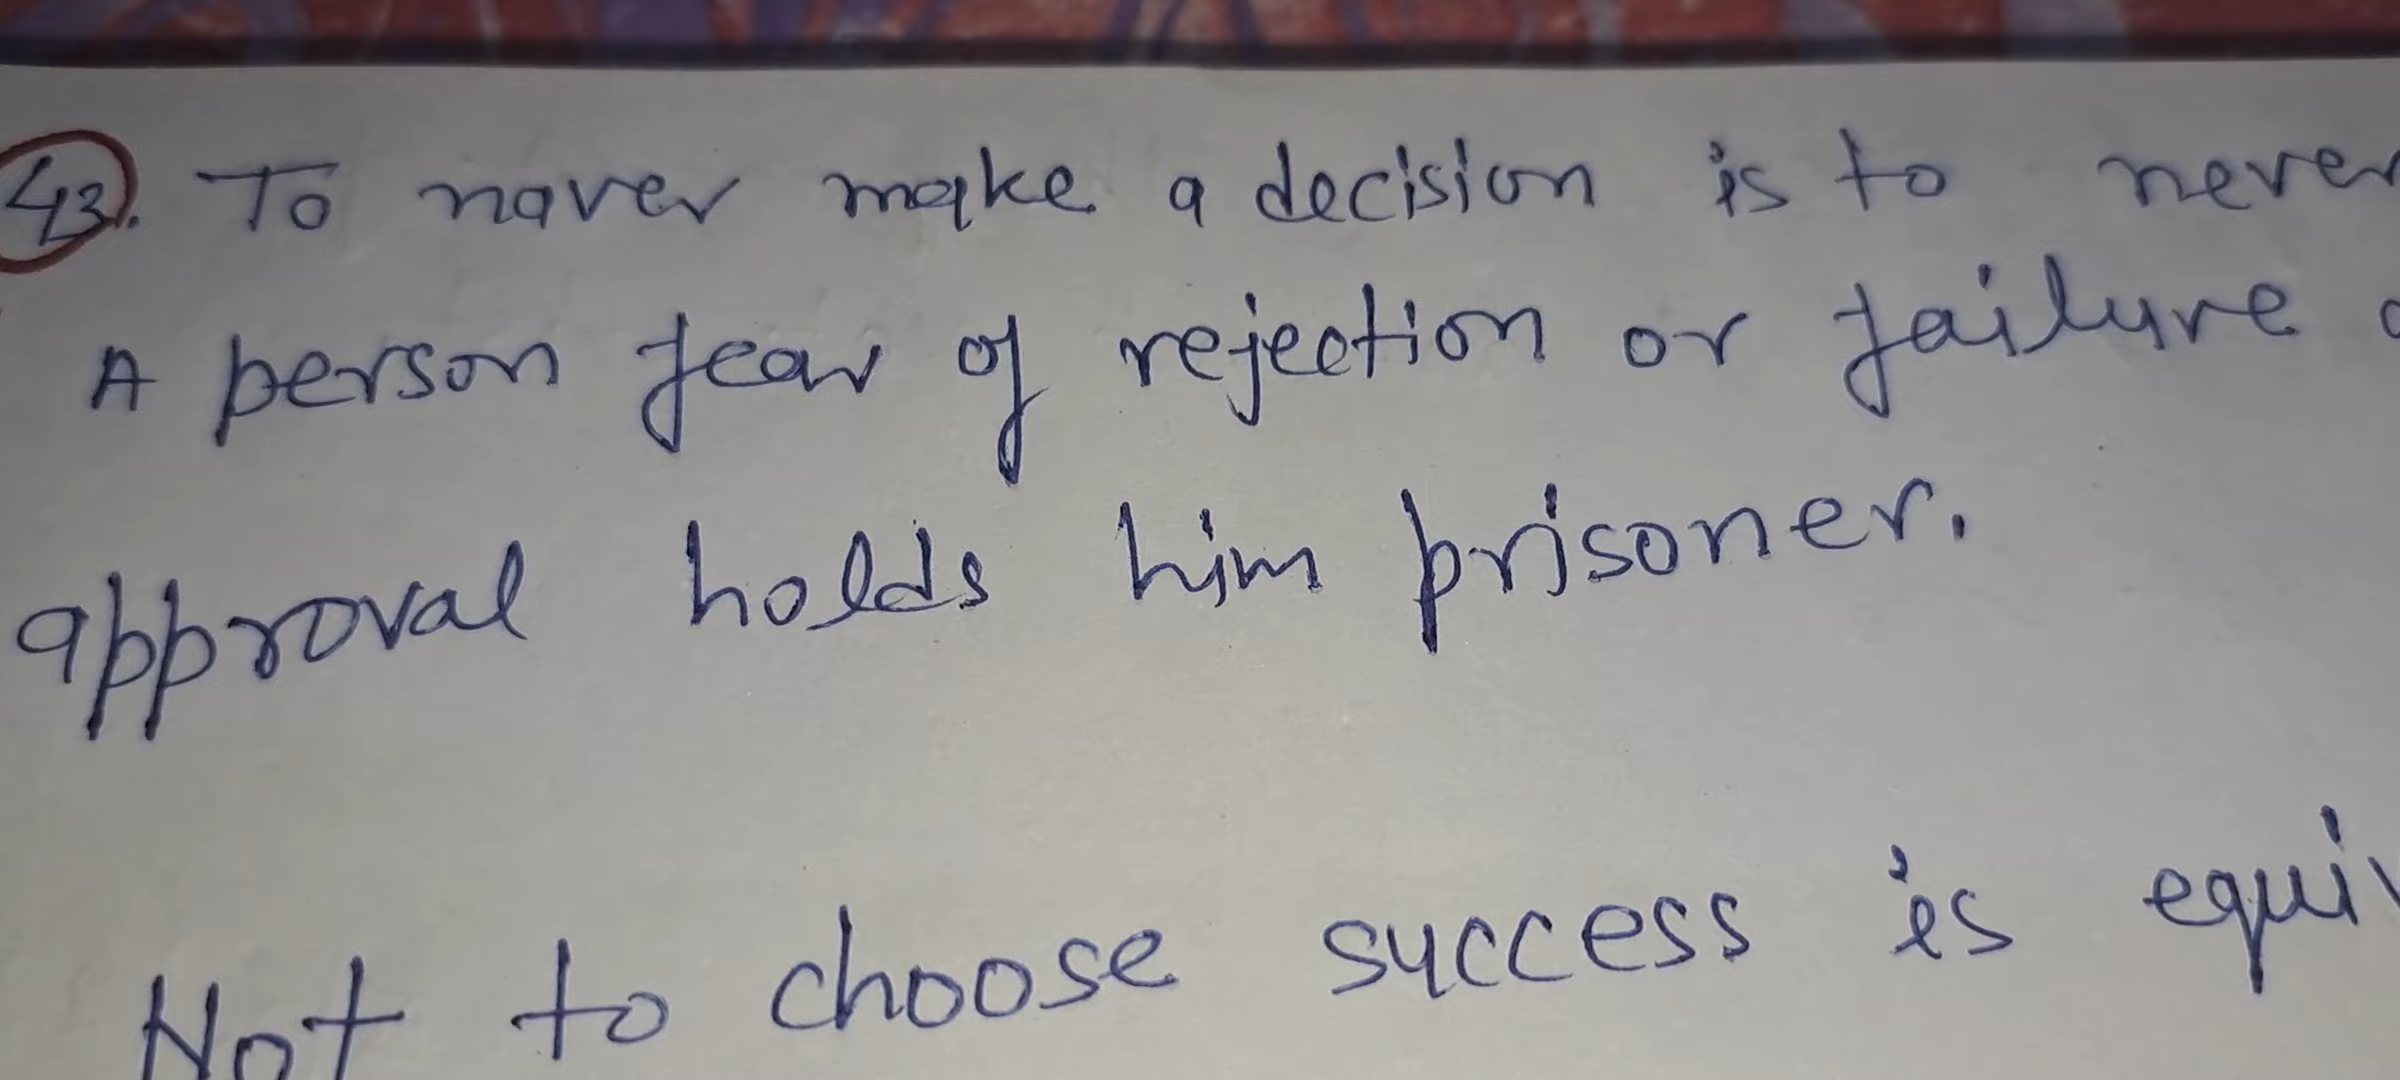 43. To naver make a decision is to never
A person fear of rejection or failure
approval holds him prisoner.
Not to choose success is equiv